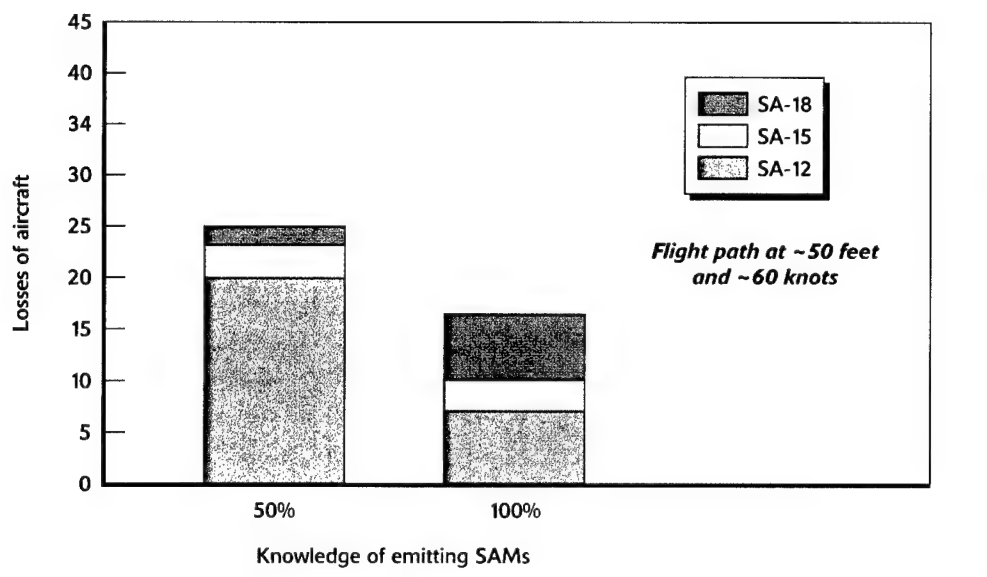 45
40
34
30
25
20
15
10
5
0
Losses of aircraft
SA-18
SA-15
SA-12
Flight path at ~50 feet
and ~60 knots
50%
100%
Knowledge of emitting SAMs